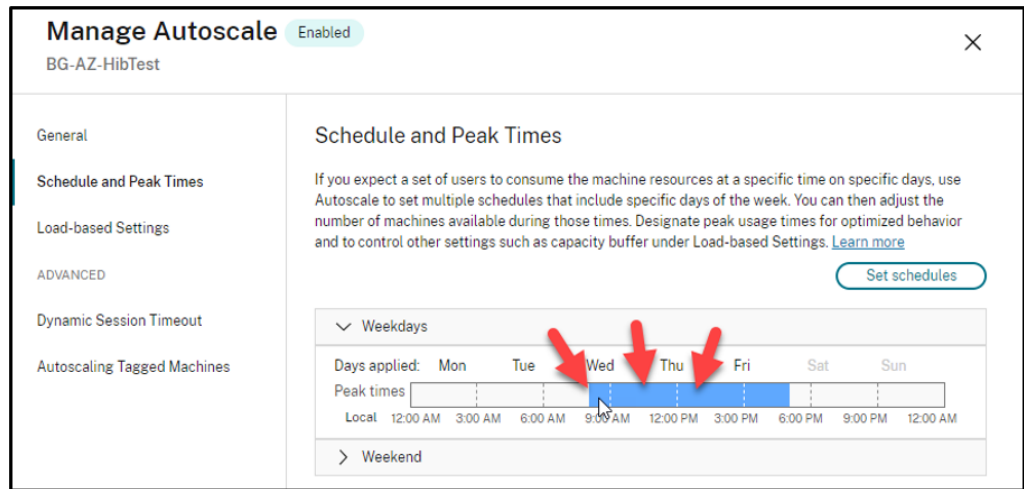 Manage Autoscale Enabled
BG-AZ-HibTest
General
Schedule and Peak Times
Load-based Settings
ADVANCED
Dynamic Session Timeout
Autoscaling Tagged Machines
Schedule and Peak Times
If you expect a set of users to consume the machine resources at a specific time on specific days, use
Autoscale to set multiple schedules that include specific days of the week. You can then adjust the
number of machines available during those times. Designate peak usage times for optimized behavior
and to control other settings such as capacity buffer under Load-based Settings. Learn more
Set schedules
Weekdays
Days applied: Mon Tue Wed Thu Fri Sat Sun
Peak times
Local 12:00 AM 3:00 AM 6:00 AM 9:00 AM 12:00 PM 3:00 PM 6:00 PM 9:00 PM 12:00 AM
Weekend